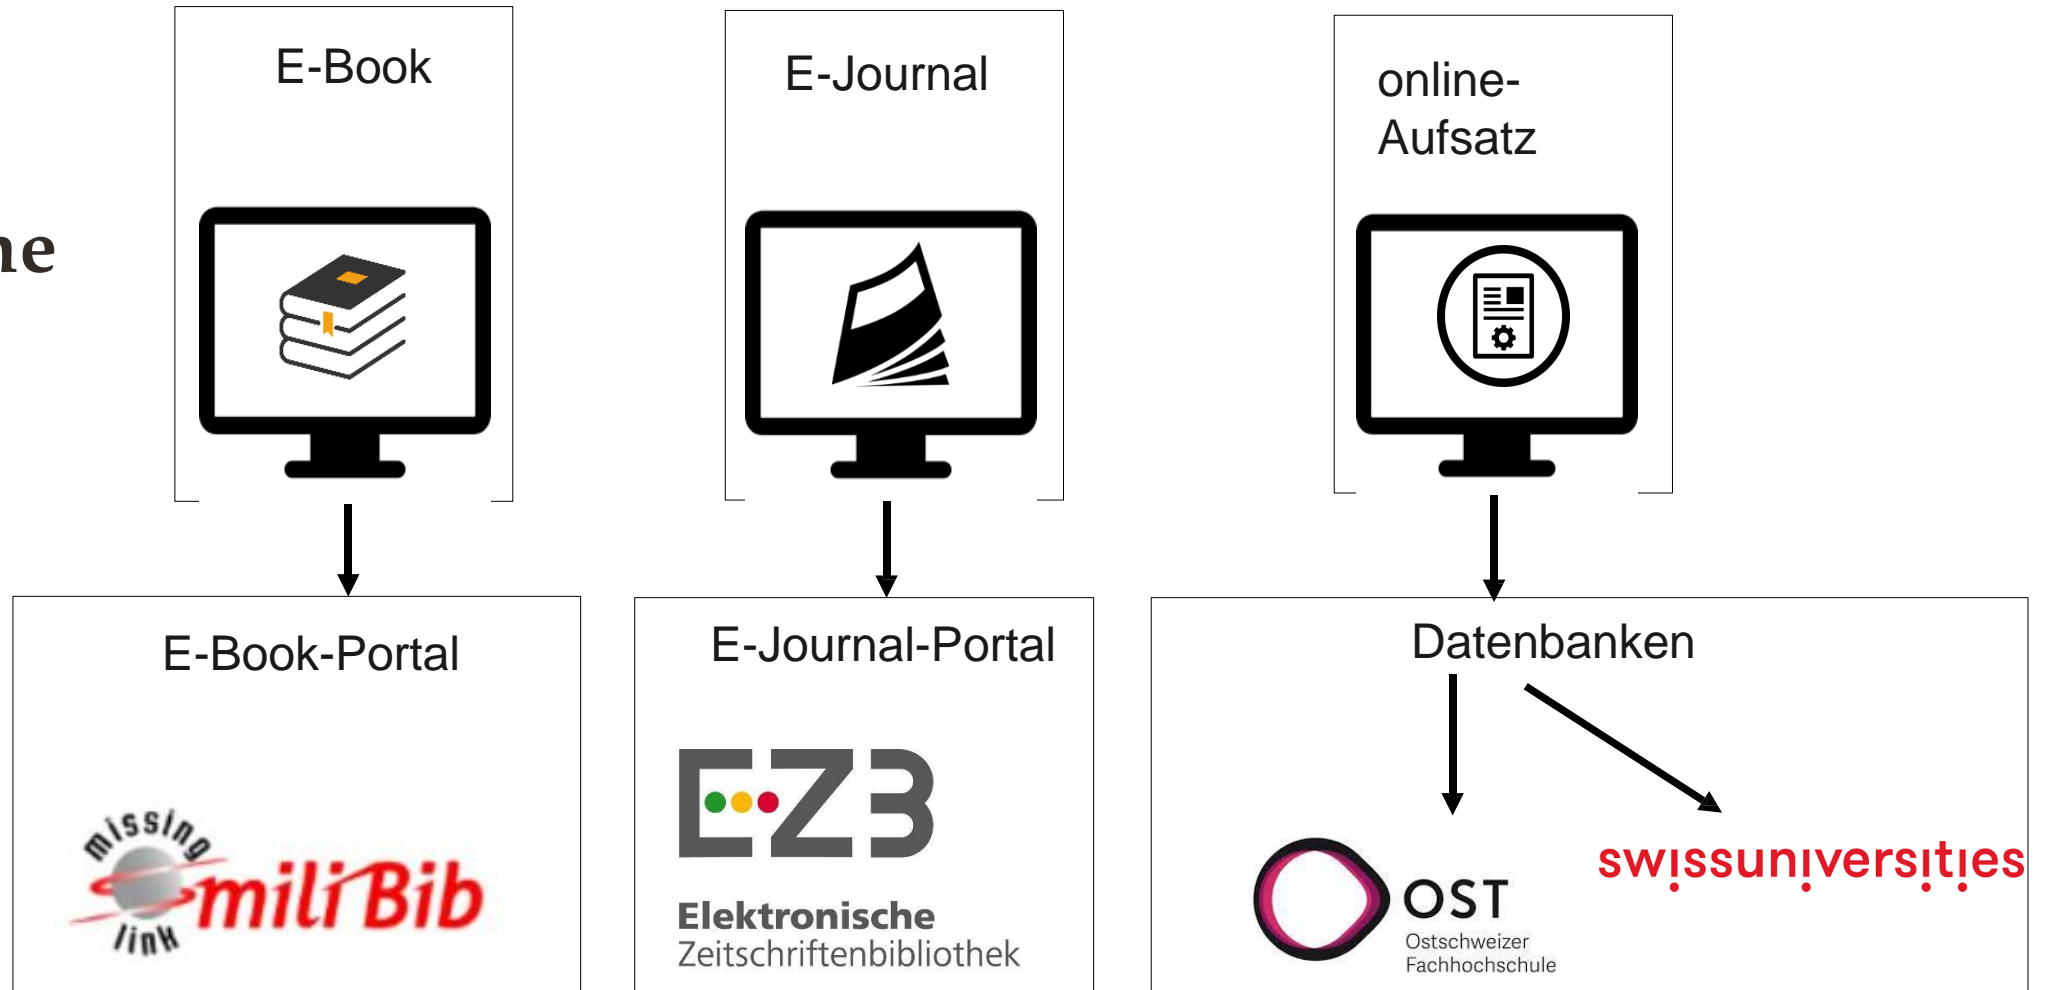 E-Book
E-Journal
online-
Aufsatz
ne
E-Book-Portal
E-Journal-Portal
Datenbanken
missing
link
miliBib
EZB
Elektronische
Zeitschriftenbibliothek
OST
Ostschweizer
Fachhochschule
swissuniversities